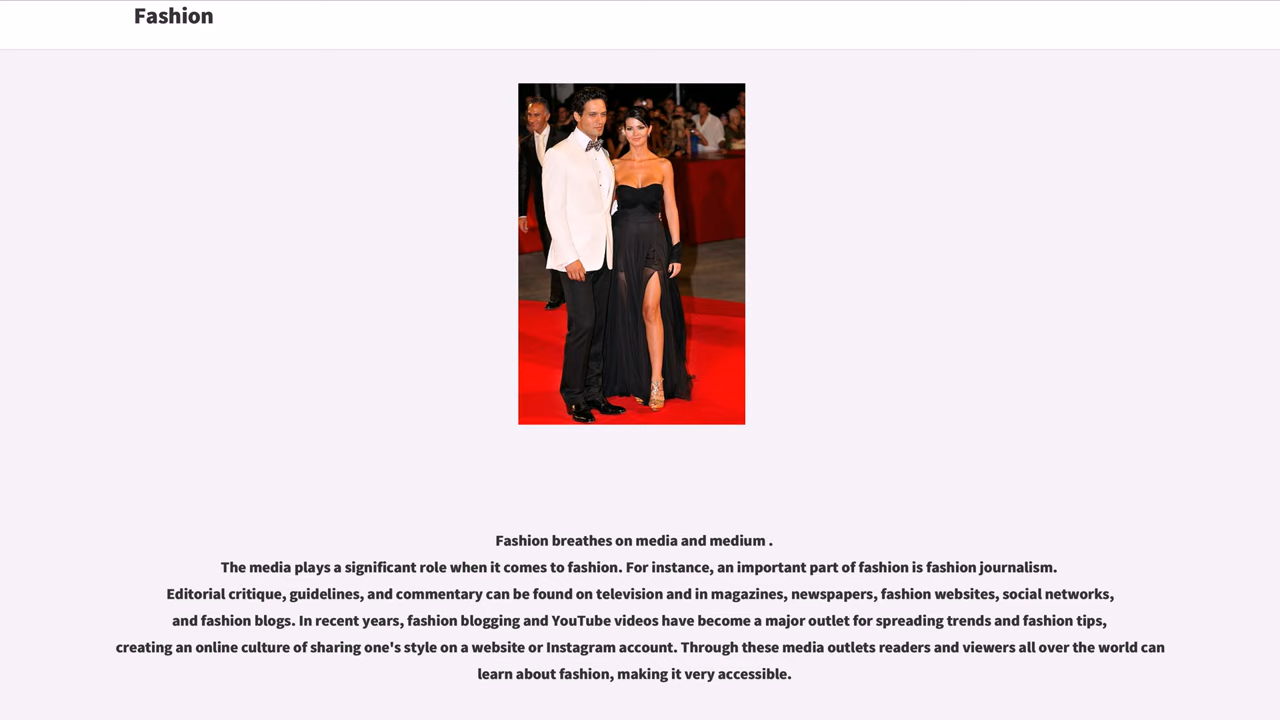 Fashion
Fashion breathes on media and medium .
The media plays a significant role when it comes to fashion. For instance, an important part of fashion is fashion journalism.
Editorial critique, guidelines, and commentary can be found on television and in magazines, newspapers, fashion websites, social networks,
and fashion blogs. In recent years, fashion blogging and YouTube videos have become a major outlet for spreading trends and fashion tips,
creating an online culture of sharing one's style on a website or Instagram account. Through these media outlets readers and viewers all over the world can
learn about fashion, making it very accessible.